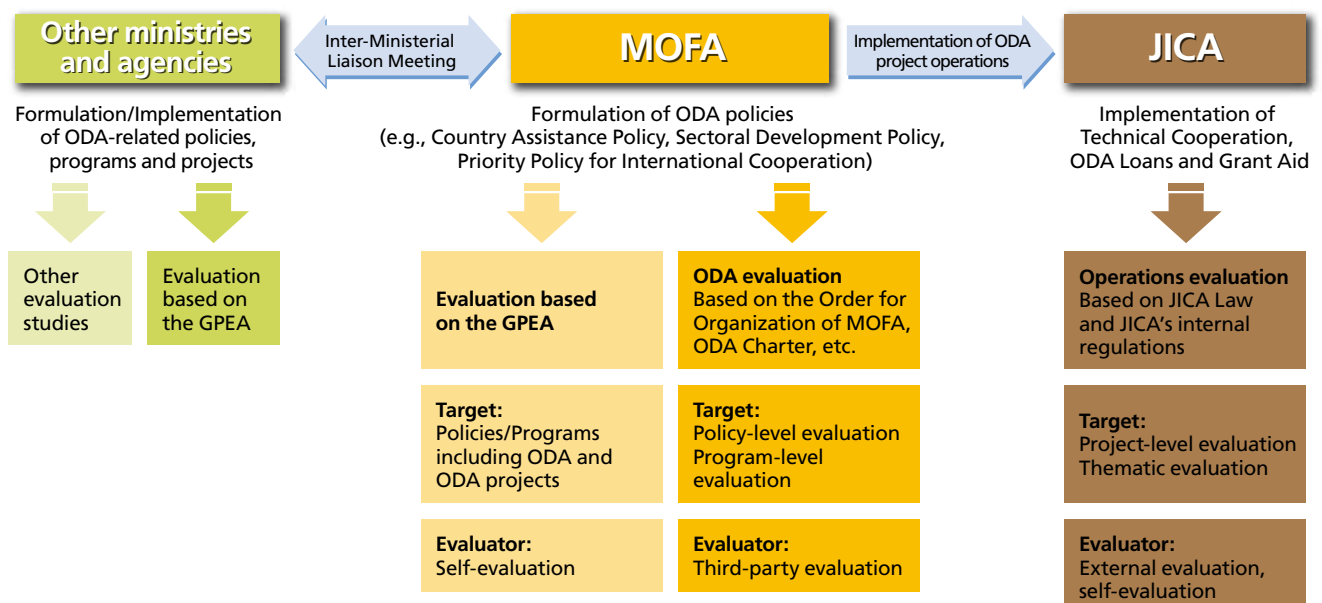 Other ministries
and agencies
Inter-Ministerial
Liaison Meeting
MOFA
Implementation of ODA
project operations
JICA
Formulation/Implementation
of ODA-related policies,
programs and projects
Formulation of ODA policies
(e.g., Country Assistance Policy, Sectoral Development Policy,
Priority Policy for International Cooperation)
Implementation of
Technical Cooperation,
ODA Loans and Grant Aid
Other
evaluation
studies
Evaluation
based on
the GPEA
Evaluation based
on the GPEA
ODA evaluation
Based on the Order for
Organization of MOFA,
ODA Charter, etc.
Operations evaluation
Based on JICA Law
and JICA's internal
regulations
Target:
Policies/Programs
including ODA and
ODA projects
Target:
Policy-level evaluation
Program-level
evaluation
Target:
Project-level evaluation
Thematic evaluation
Evaluator:
Self-evaluation
Evaluator:
Third-party evaluation
Evaluator:
External evaluation,
self-evaluation